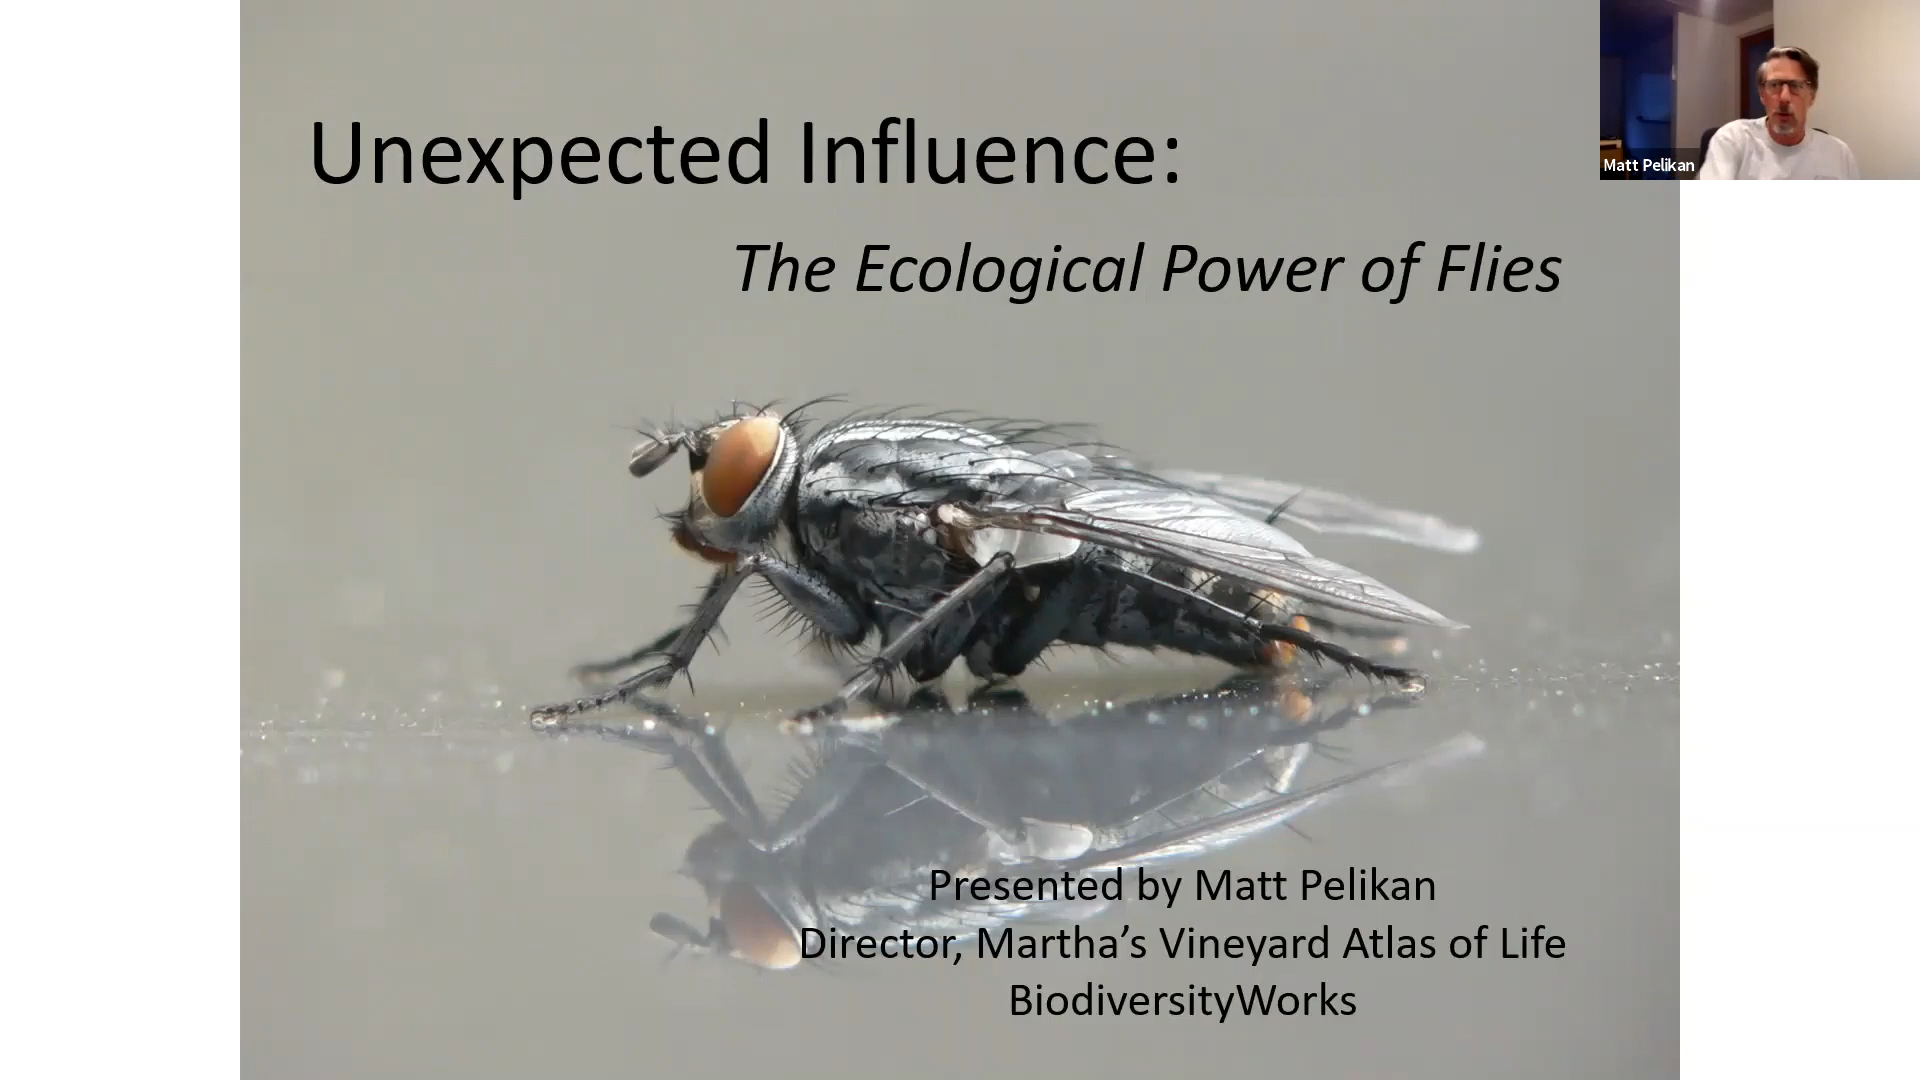 Unexpected Influence:
The Ecological Power of Flies
Matt Pelikan
Presented by Matt Pelikan
Director, Martha’s Vineyard Atlas of Life
BiodiversityWorks